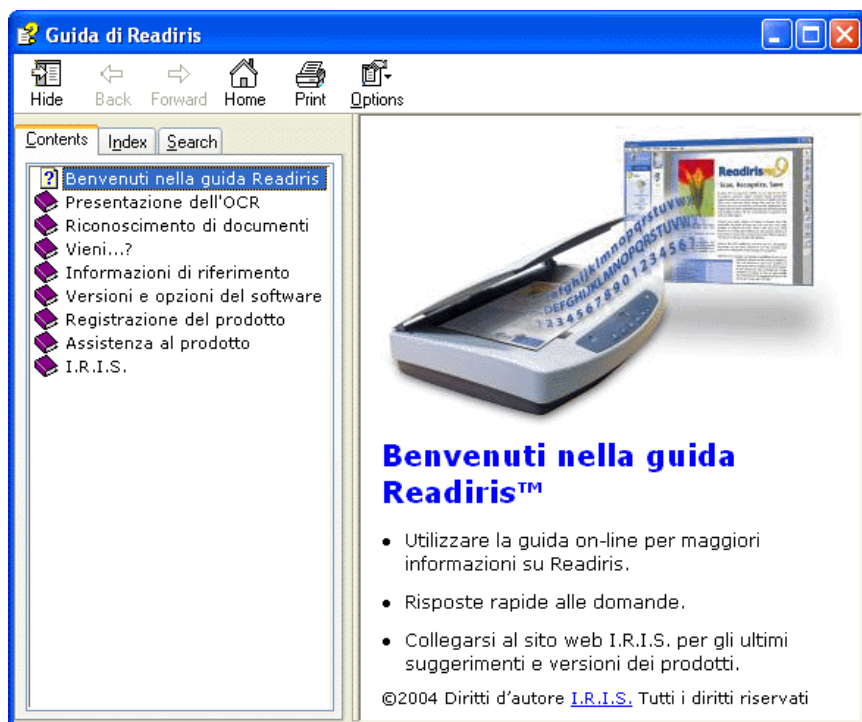 Guida di Readiris
Hide Back Forward Home Print Options
Contents Index Search
Benvenuti nella guida Readiris
Presentazione dell'OCR
Riconoscimento di documenti
Vieni...?
Informazioni di riferimento
Versioni e opzioni del software
Registrazione del prodotto
Assistenza al prodotto
I.R.I.S.
Readiris PRO 9
Scan, Recognize, Save
Benvenuti nella guida
Readiris™
• Utilizzare la guida on-line per maggiori
informazioni su Readiris.
• Risposte rapide alle domande.
• Collegarsi al sito web I.R.I.S. per gli ultimi
suggerimenti e versioni dei prodotti.
©2004 Diritti d'autore I.R.I.S. Tutti i diritti riservati